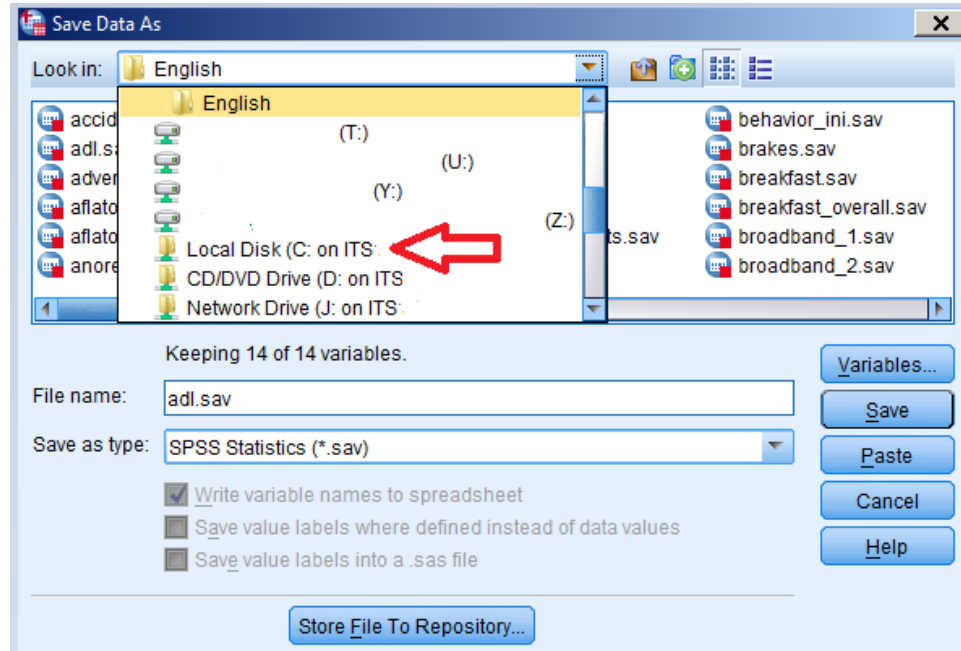 Save Data As
Look in: English
English
(T:)
(U:)
(Y:)
(Z:)
Local Disk (C: on ITS
CD/DVD Drive (D: on ITS
Network Drive (J: on ITS
accid
adl.sa
adver
aflato
aflato
anore
ts.sav
behavior_ini.sav
brakes.sav
breakfast.sav
breakfast_overall.sav
broadband_1.sav
broadband_2.sav
Keeping 14 of 14 variables.
File name: adl.sav
Save as type: SPSS Statistics (*.sav)
Write variable names to spreadsheet
Save value labels where defined instead of data values
Save value labels into a .sas file
Variables...
Save
Paste
Cancel
Help
Store File To Repository...